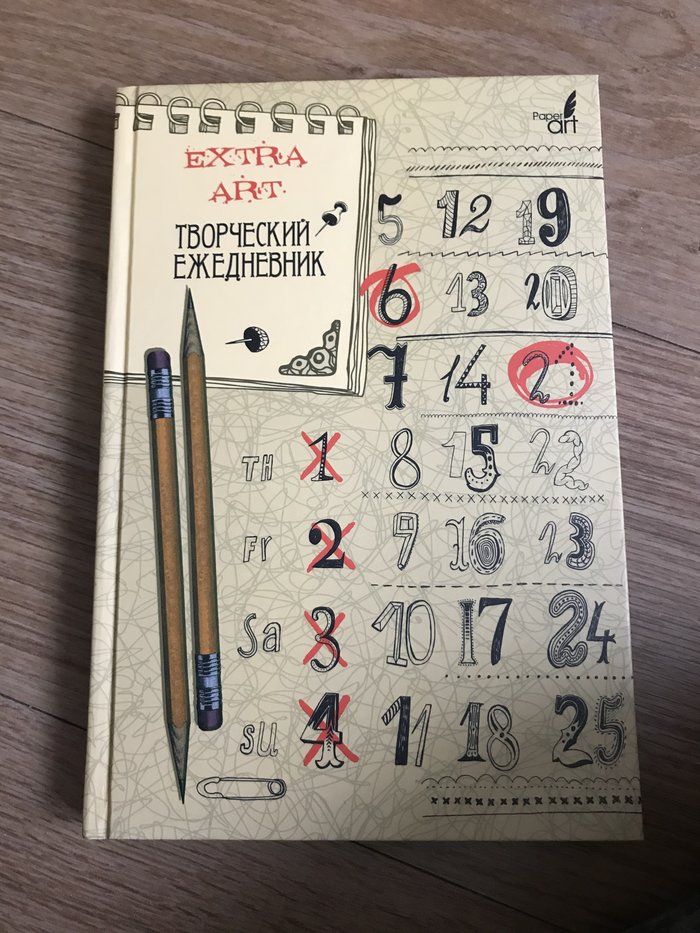 Paper
art
EXTRA
ART
ТВОРЧЕСКИЙ
ЕЖЕДНЕВНИК
5 12 19
6 13 20
7 14 21
TH 1 8 15 22
Fr 2 9 16 23
Sa 3 10 17 24
SU 4 11 18 25